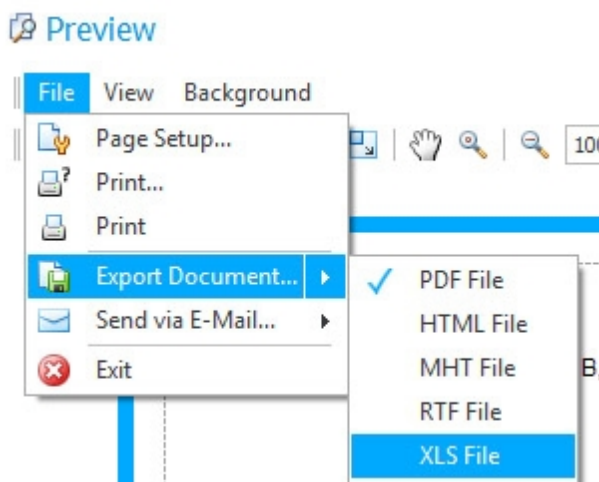 Preview
File View Background
Page Setup...
Print...
Print
Export Document...
Send via E-Mail...
Exit
PDF File
HTML File
MHT File
RTF File
XLS File